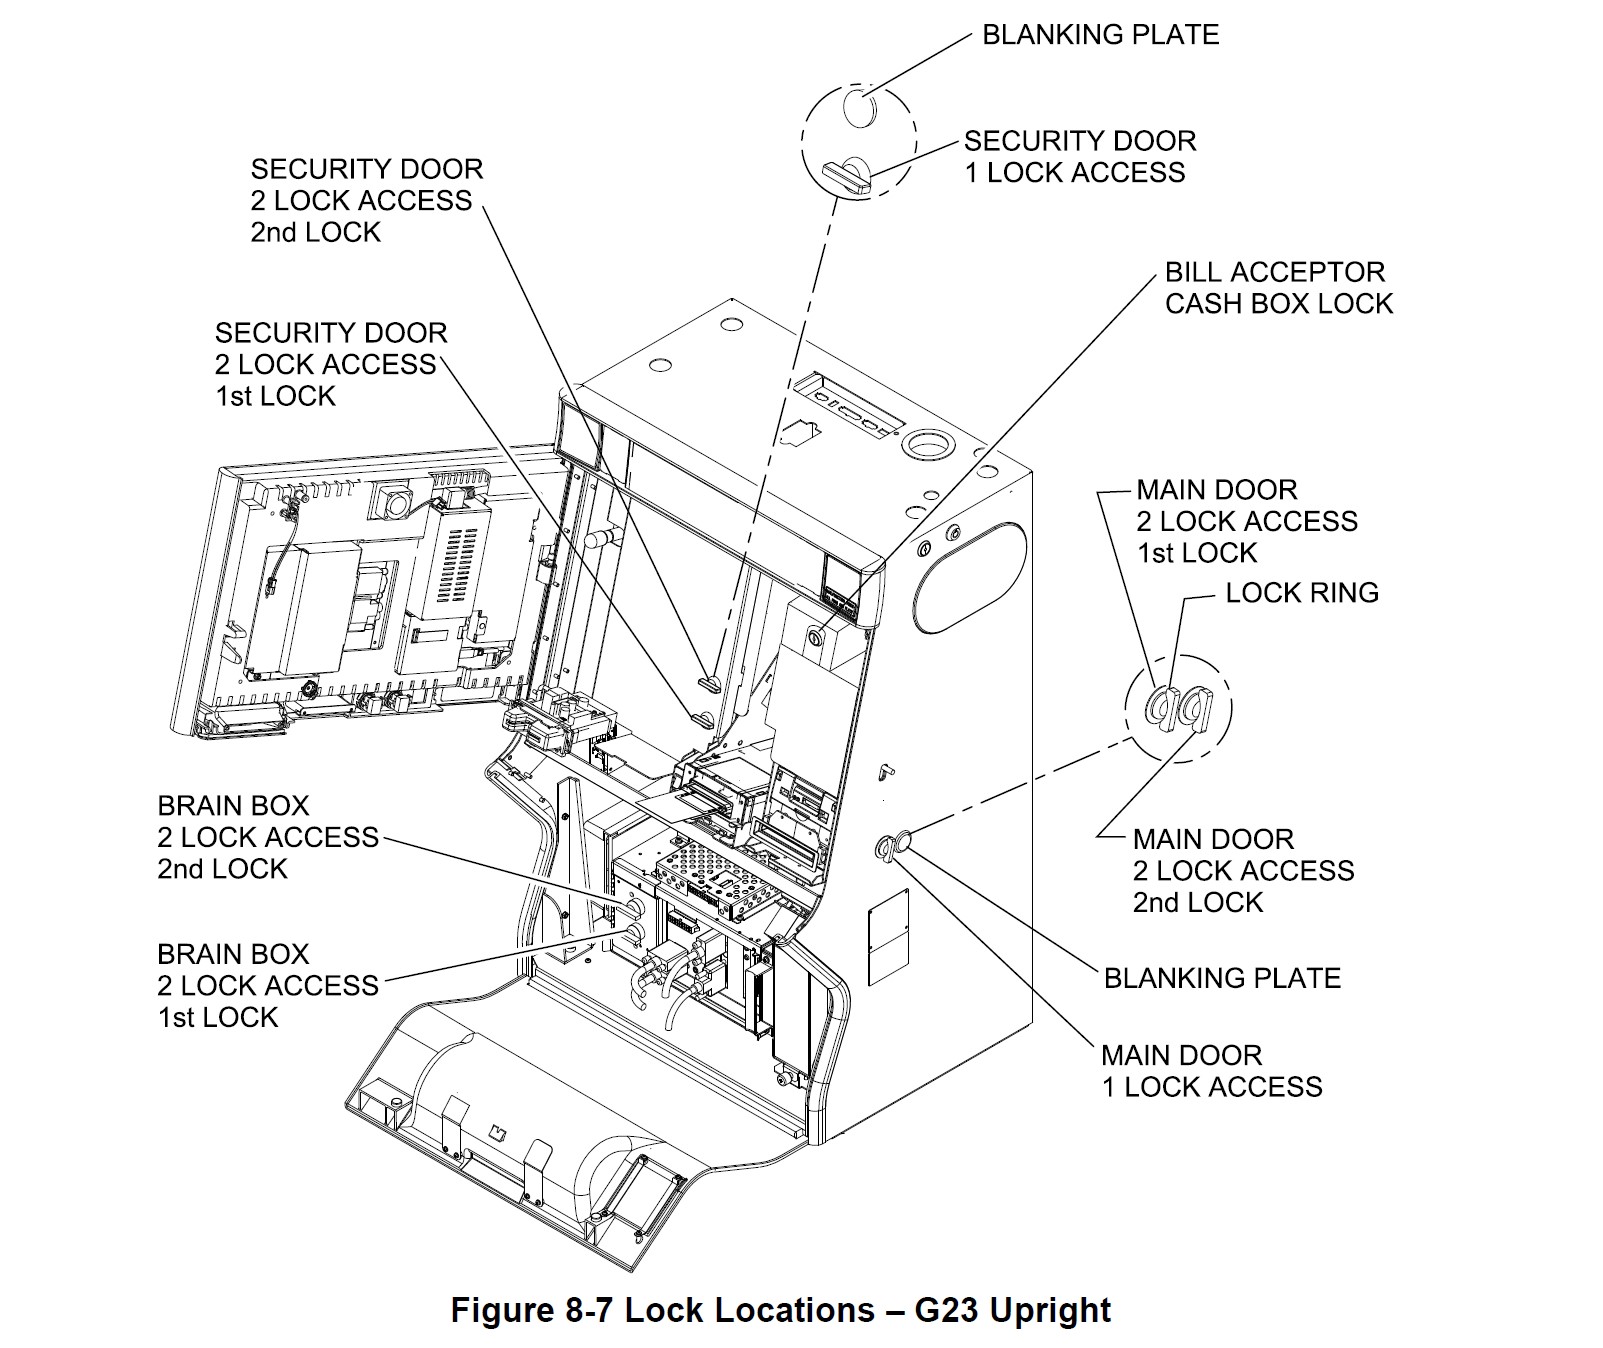 BLANKING PLATE
SECURITY DOOR
1 LOCK ACCESS
SECURITY DOOR
2 LOCK ACCESS
2nd LOCK
BILL ACCEPTOR
CASH BOX LOCK
SECURITY DOOR
2 LOCK ACCESS
1st LOCK
MAIN DOOR
2 LOCK ACCESS
1st LOCK
LOCK RING
BRAIN BOX
2 LOCK ACCESS
2nd LOCK
MAIN DOOR
2 LOCK ACCESS
2nd LOCK
BRAIN BOX
2 LOCK ACCESS
1st LOCK
BLANKING PLATE
MAIN DOOR
1 LOCK ACCESS
Figure 8-7 Lock Locations – G23 Upright